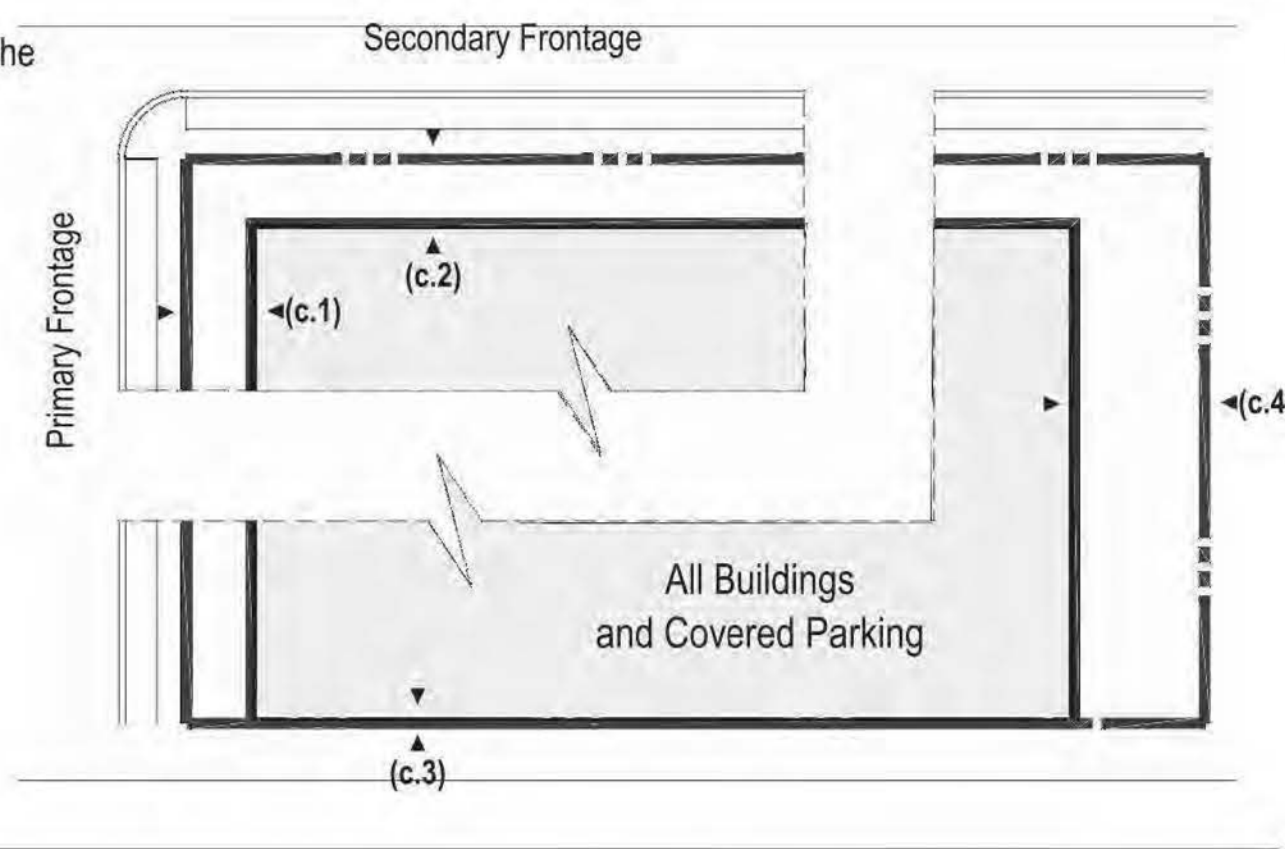 he
Secondary Frontage
Primary Frontage
(c.2)
(c.1)
(c.4
All Buildings
and Covered Parking
(c.3)